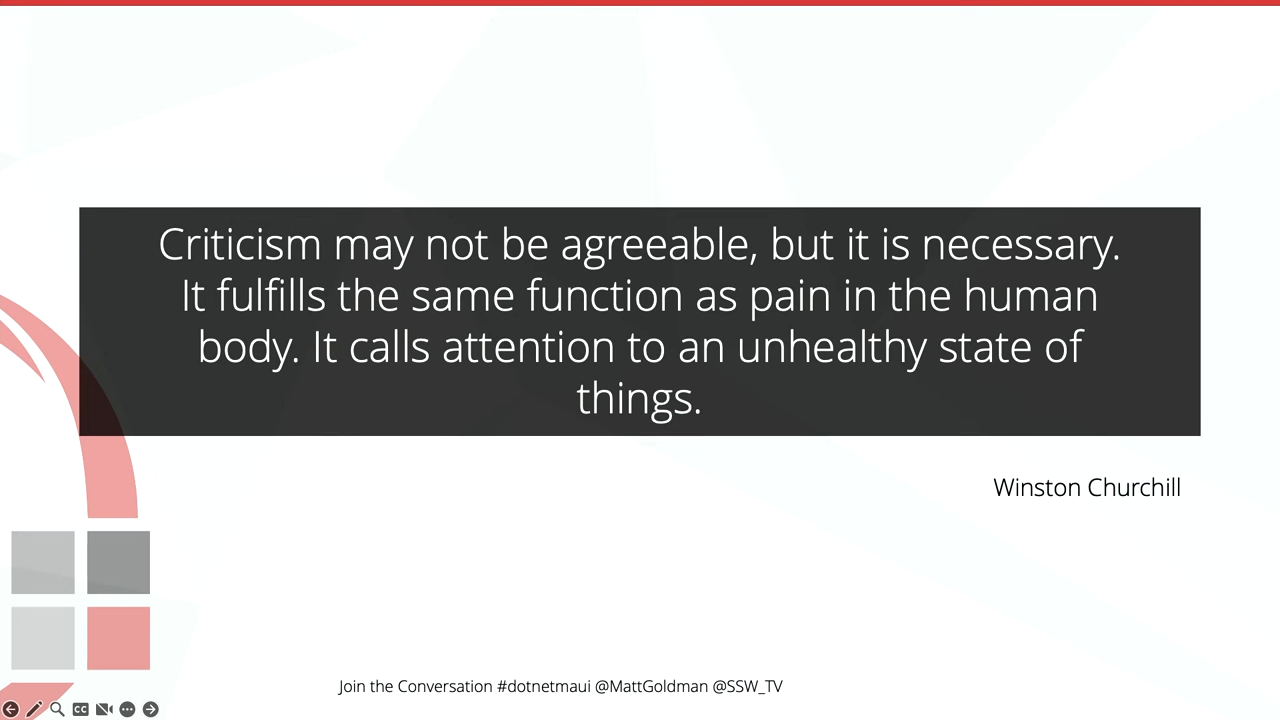 Criticism may not be agreeable, but it is necessary.
It fulfills the same function as pain in the human
body. It calls attention to an unhealthy state of
things.
Winston Churchill
Join the Conversation #dotnetmaui @MattGoldman @SSW_TV
CC